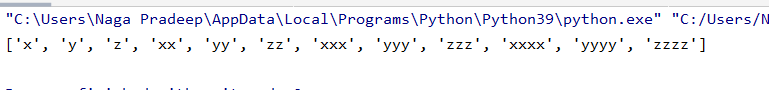 "C:\Users\Naga Pradeep\AppData\Local\Programs\Python\Python39\python.exe" "C:/Users/N
['x', 'y', 'z', 'xx', 'yy', 'zz', 'xxx', 'yyy', 'zzz', 'xxxx', 'yyyy', 'zzzz']